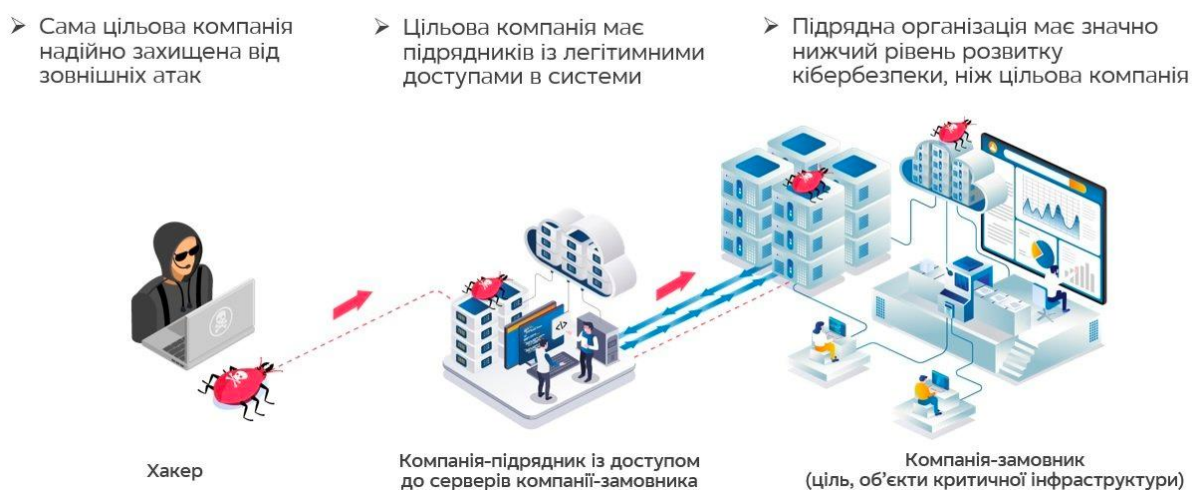 ➢ Сама цільова компанія
надійно захищена від
зовнішніх атак
➢ Цільова компанія має
підрядників із легітимними
доступами в системи
➢ Підрядна організація має значно
нижчий рівень розвитку
кібербезпеки, ніж цільова компанія
Хакер
Компанія-підрядник із доступом
до серверів компанії-замовника
Компанія-замовник
(ціль, об’єкти критичної інфраструктури)